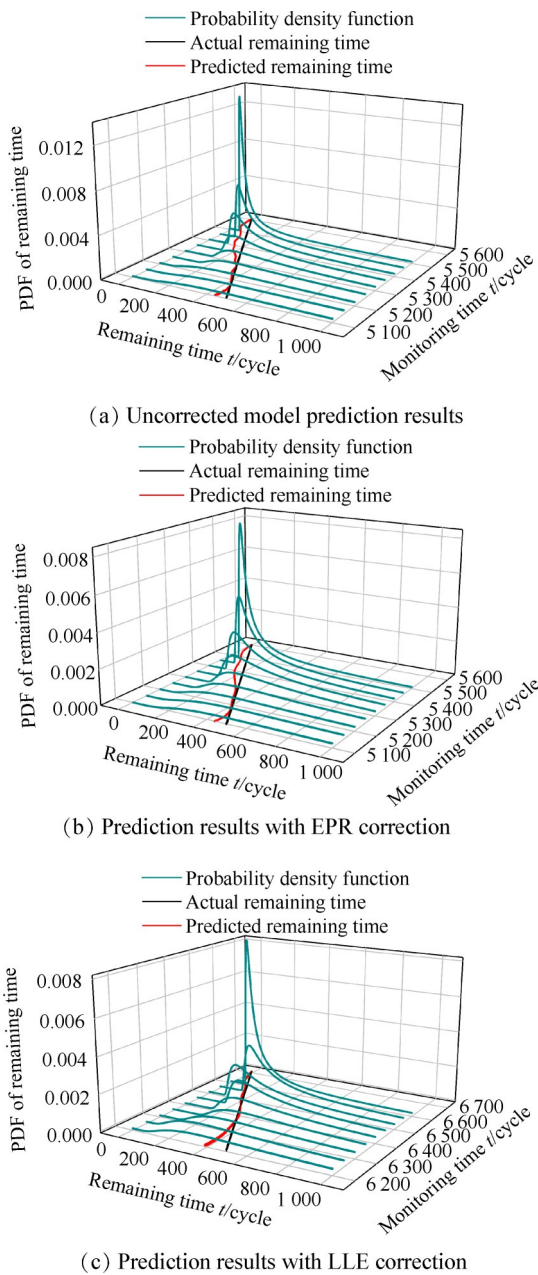 Probability density function
Actual remaining time
Predicted remaining time
PDF of remaining time
0.012
0.008
0.004
0.000
0
200
400
600
800
1 000
Remaining time t/cycle
5 100
5 200
5 300
5 400
5 500
5 600
Monitoring time t/cycle
(a) Uncorrected model prediction results
Probability density function
Actual remaining time
Predicted remaining time
PDF of remaining time
0.008
0.006
0.004
0.002
0.000
0
200
400
600
800
1 000
Remaining time t/cycle
5 100
5 200
5 300
5 400
5 500
5 600
Monitoring time t/cycle
(b) Prediction results with EPR correction
Probability density function
Actual remaining time
Predicted remaining time
PDF of remaining time
0.008
0.006
0.004
0.002
0.000
0
200
400
600
800
1 000
Remaining time t/cycle
6 200
6 300
6 400
6 500
6 600
6 700
Monitoring time t/cycle
(c) Prediction results with LLE correction